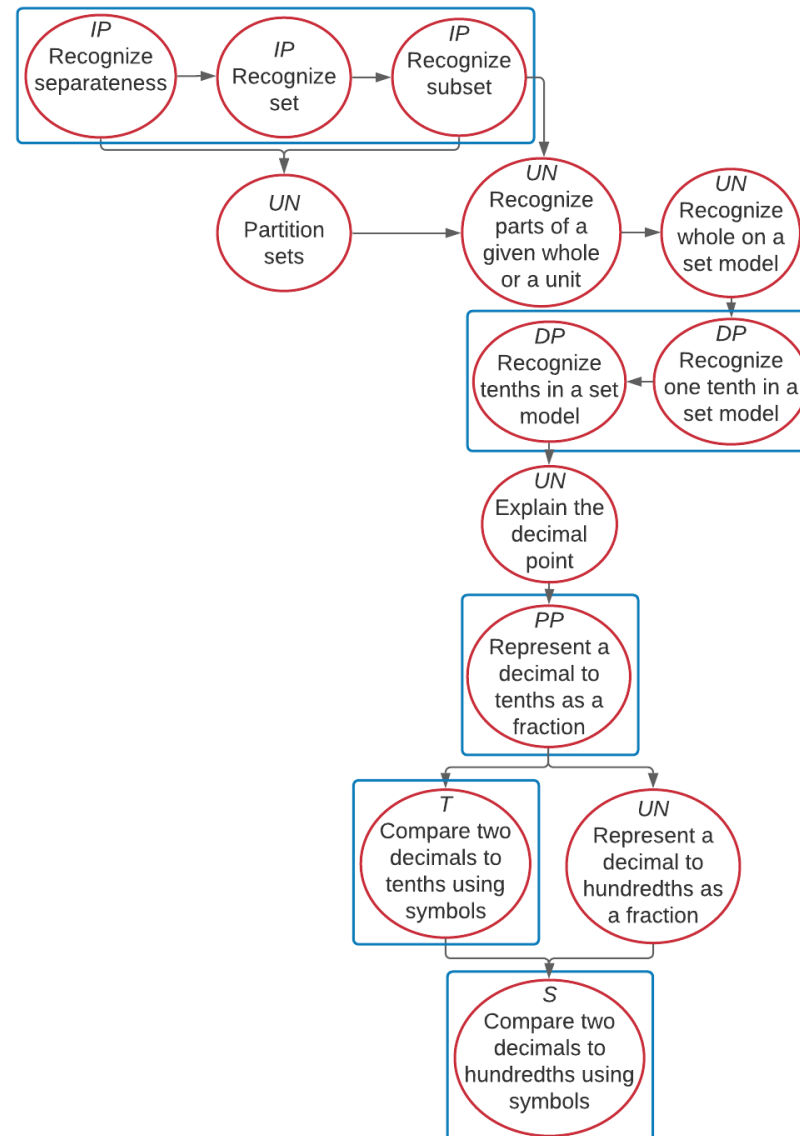 IP
Recognize
separateness
IP
Recognize
set
IP
Recognize
subset
UN
Partition
sets
UN
Recognize
parts of a
given whole
or a unit
UN
Recognize
whole on a
set model
DP
Recognize
tenths in a set
model
DP
Recognize
one tenth in a
set model
UN
Explain the
decimal
point
PP
Represent a
decimal to
tenths as a
fraction
T
Compare two
decimals to
tenths using
symbols
UN
Represent a
decimal to
hundredths as
a fraction
S
Compare two
decimals to
hundredths using
symbols